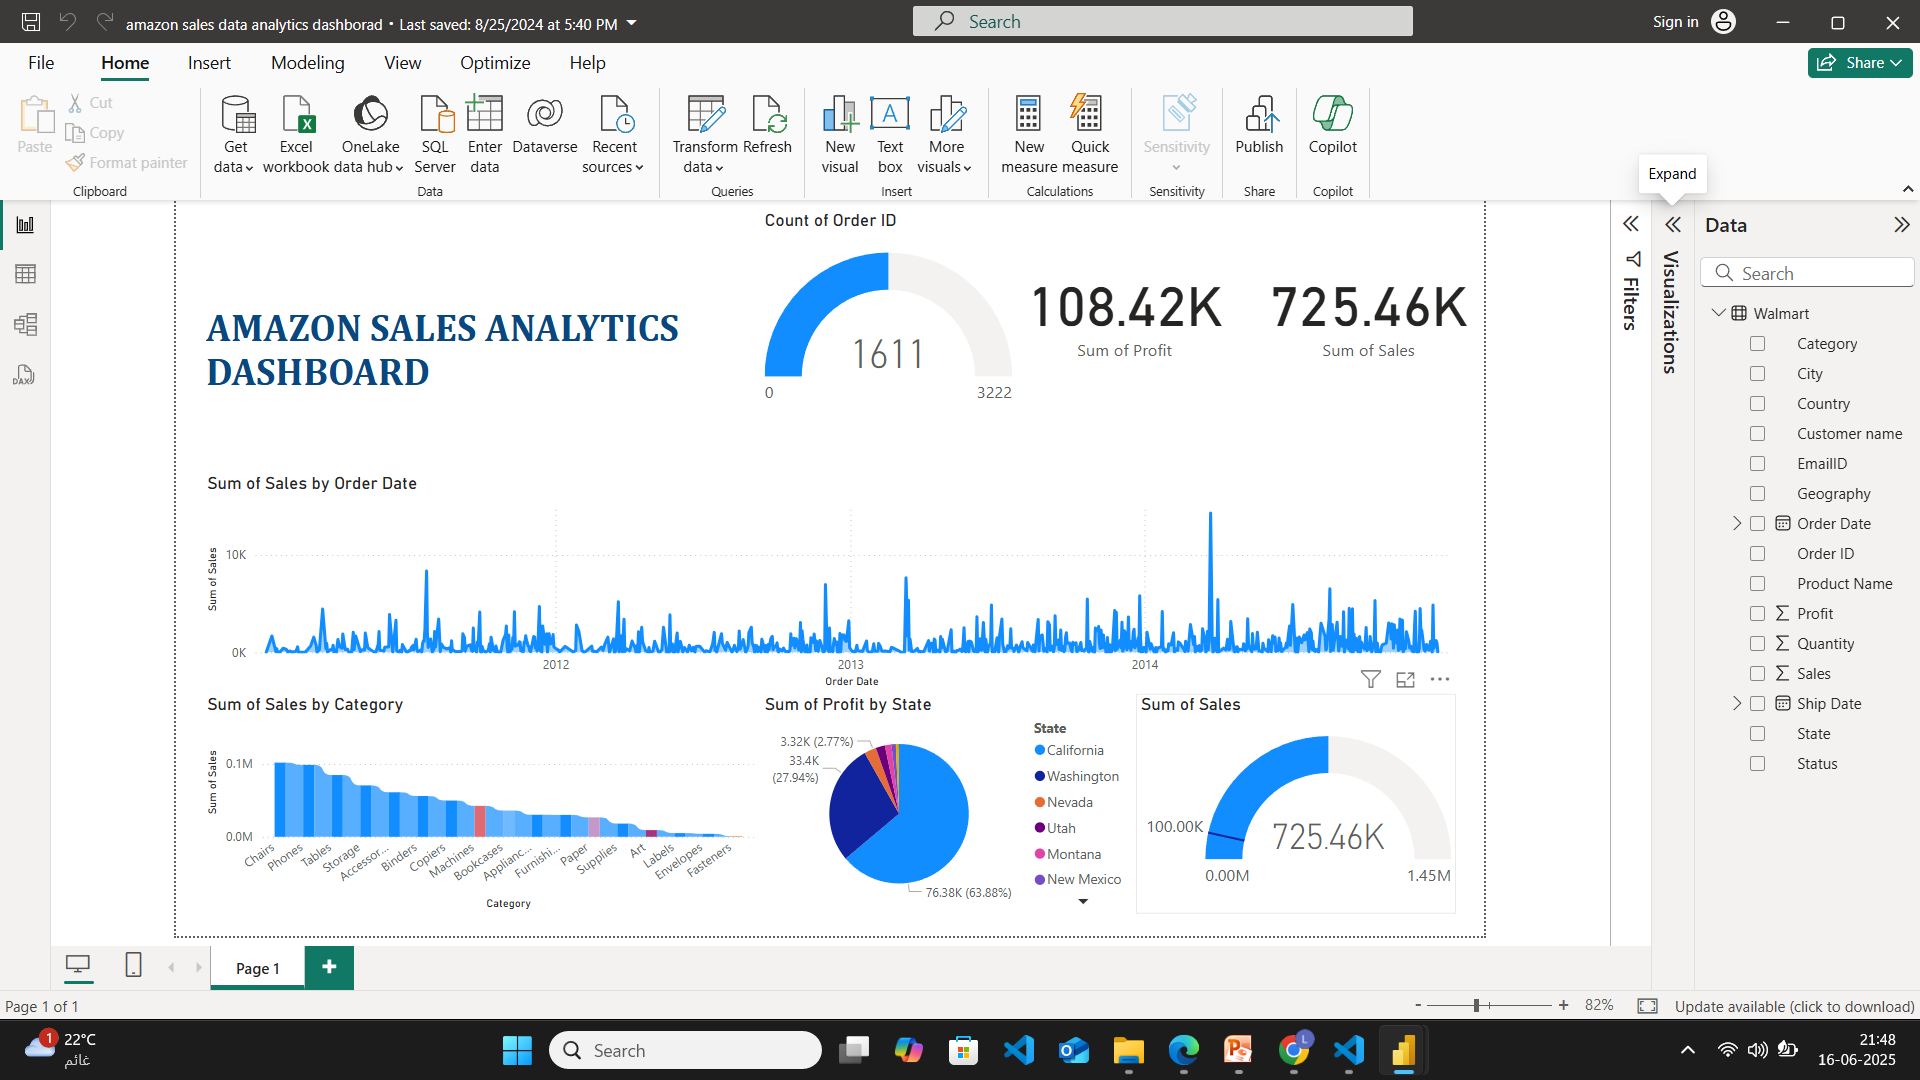 amazon sales data analytics dashborad • Last saved: 8/25/2024 at 5:40 PM
Search
Sign in
File
Home
Insert
Modeling
View
Optimize
Help
Share
Paste
Cut
Copy
Format painter
Clipboard
Get data
Excel workbook
OneLake data hub
SQL Server
Enter data
Dataverse
Recent sources
Data
Transform data
Refresh
Queries
New visual
Text box
More visuals
Insert
New measure
Quick measure
Calculations
Sensitivity
Sensitivity
Publish
Share
Copilot
Copilot
Expand
AMAZON SALES ANALYTICS
DASHBOARD
Count of Order ID
1611
0
3222
108.42K
Sum of Profit
725.46K
Sum of Sales
Sum of Sales by Order Date
Sum of Sales
10K
0K
2012
2013
2014
Order Date
Sum of Sales by Category
Sum of Sales
0.1M
0.0M
Chairs
Phones
Tables
Storage
Accessor...
Binders
Copiers
Machines
Bookcases
Applianc...
Furnishi...
Paper
Supplies
Art
Labels
Envelopes
Fasteners
Category
Sum of Profit by State
3.32K (2.77%)
33.4K
(27.94%)
76.38K (63.88%)
State
California
Washington
Nevada
Utah
Montana
New Mexico
Sum of Sales
100.00K
725.46K
0.00M
1.45M
Filters
Visualizations
Data
Search
Walmart
Category
City
Country
Customer name
EmailID
Geography
Order Date
Order ID
Product Name
Profit
Quantity
Sales
Ship Date
State
Status
DAX
Page 1
Page 1 of 1
- + 82%
Update available (click to download)
1
22°C
غائم
Search
L
21:48
16-06-2025